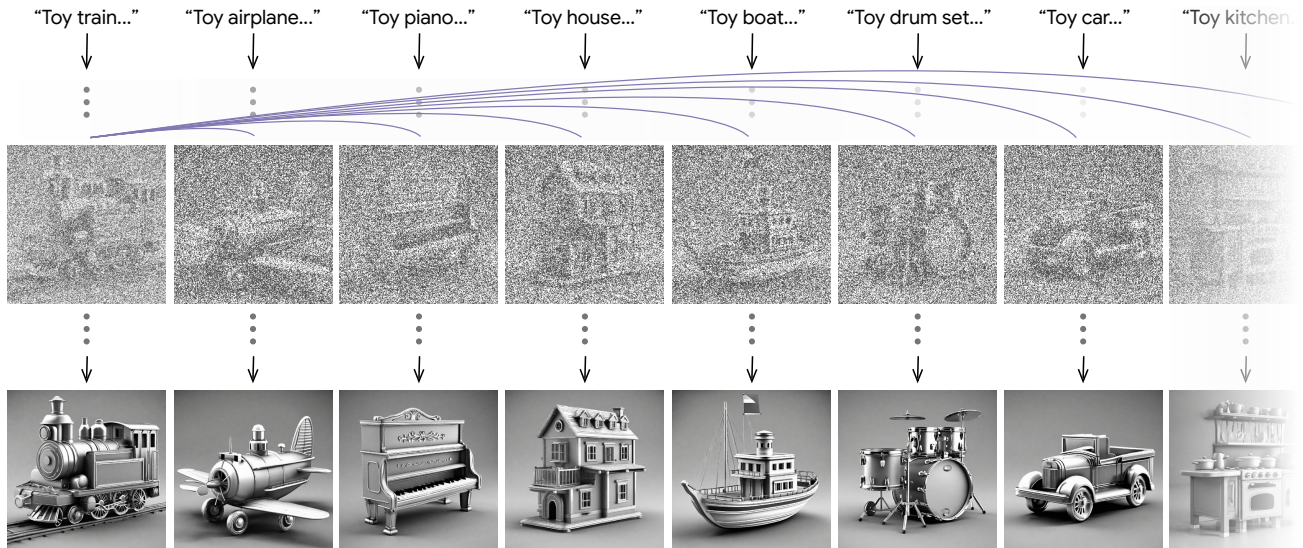 “Toy train...”
“Toy airplane...”
“Toy piano...”
“Toy house...”
“Toy boat...”
“Toy drum set...”
“Toy car...”
“Toy kitchen.